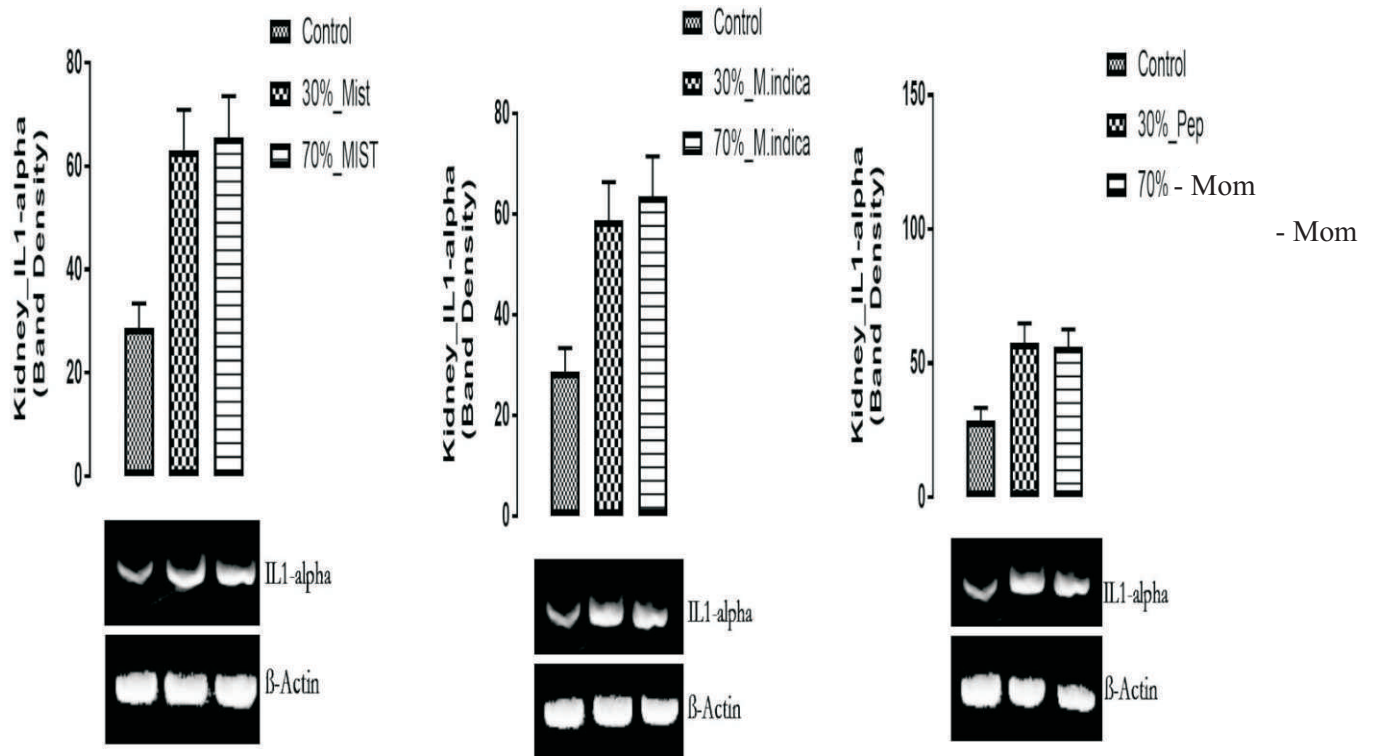 Control
30%_Mist
70%_MIST
80
60
40
20
0
Kidney_IL1-alpha
(Band Density)
IL1-alpha
ß-Actin
Control
30%_M.indica
70%_M.indica
80
60
40
20
0
Kidney_IL1-alpha
(Band Density)
IL1-alpha
ß-Actin
Control
30%_Pep
70% - Mom
- Mom
150
100
50
0
Kidney_IL1-alpha
(Band Density)
IL1-alpha
ß-Actin